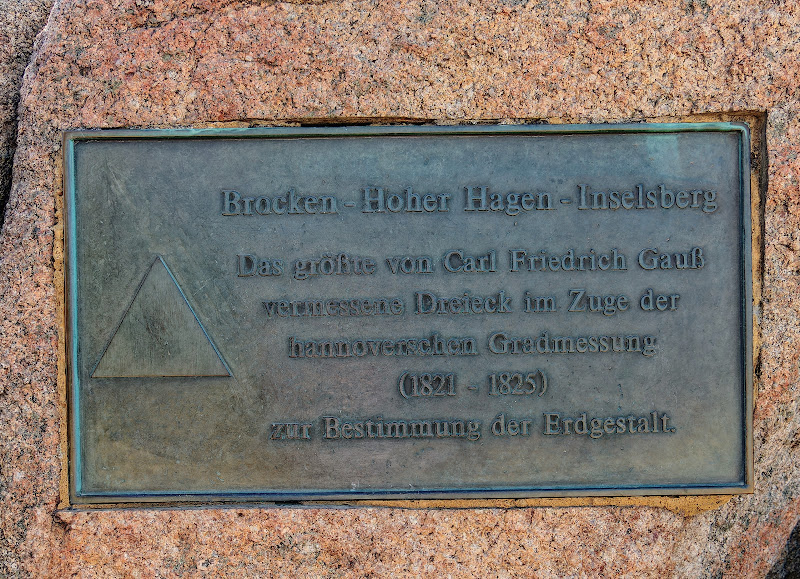 Brocken - Hoher Hagen - Inselsberg
Das größte von Carl Friedrich Gauß
vermessene Dreieck im Zuge der
hannoverschen Gradmessung
(1821 - 1825)
zur Bestimmung der Erdgestalt.